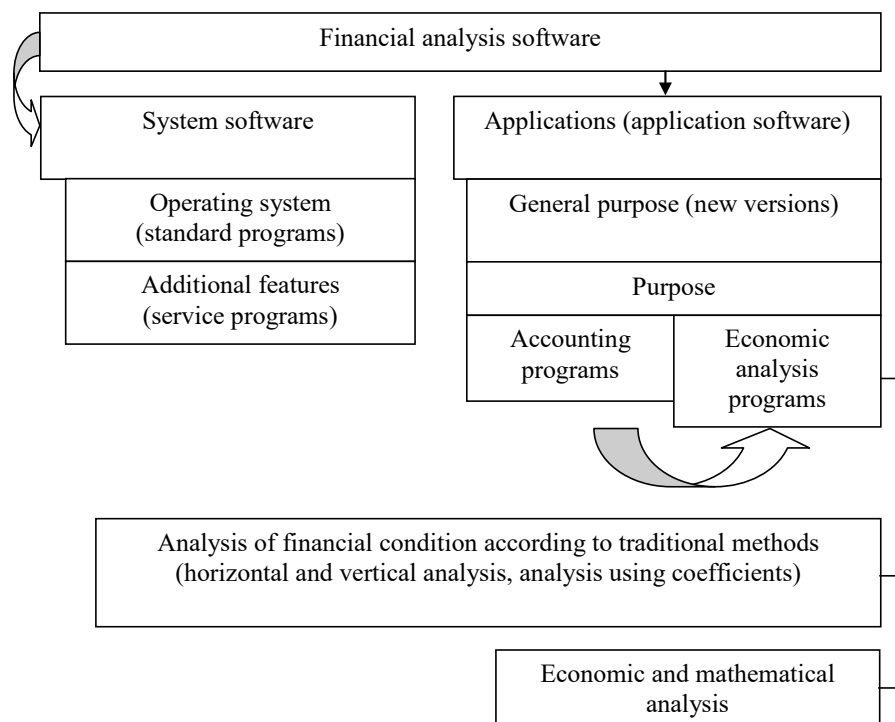 Financial analysis software
System software
Applications (application software)
Operating system
(standard programs)
General purpose (new versions)
Additional features
(service programs)
Purpose
Accounting
programs
Economic
analysis
programs
Analysis of financial condition according to traditional methods
(horizontal and vertical analysis, analysis using coefficients)
Economic and mathematical
analysis